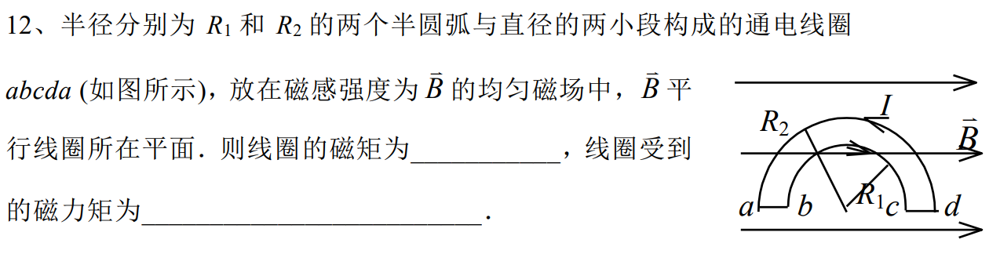 12、半径分别为 R₁ 和 R₂ 的两个半圆弧与直径的两小段构成的通电线圈
abcda (如图所示)，放在磁感强度为 B⃗ 的均匀磁场中，B⃗ 平
行线圈所在平面．则线圈的磁矩为___________，线圈受到
的磁力矩为_________________________．
I
R₂
B⃗
R₁
a b c d